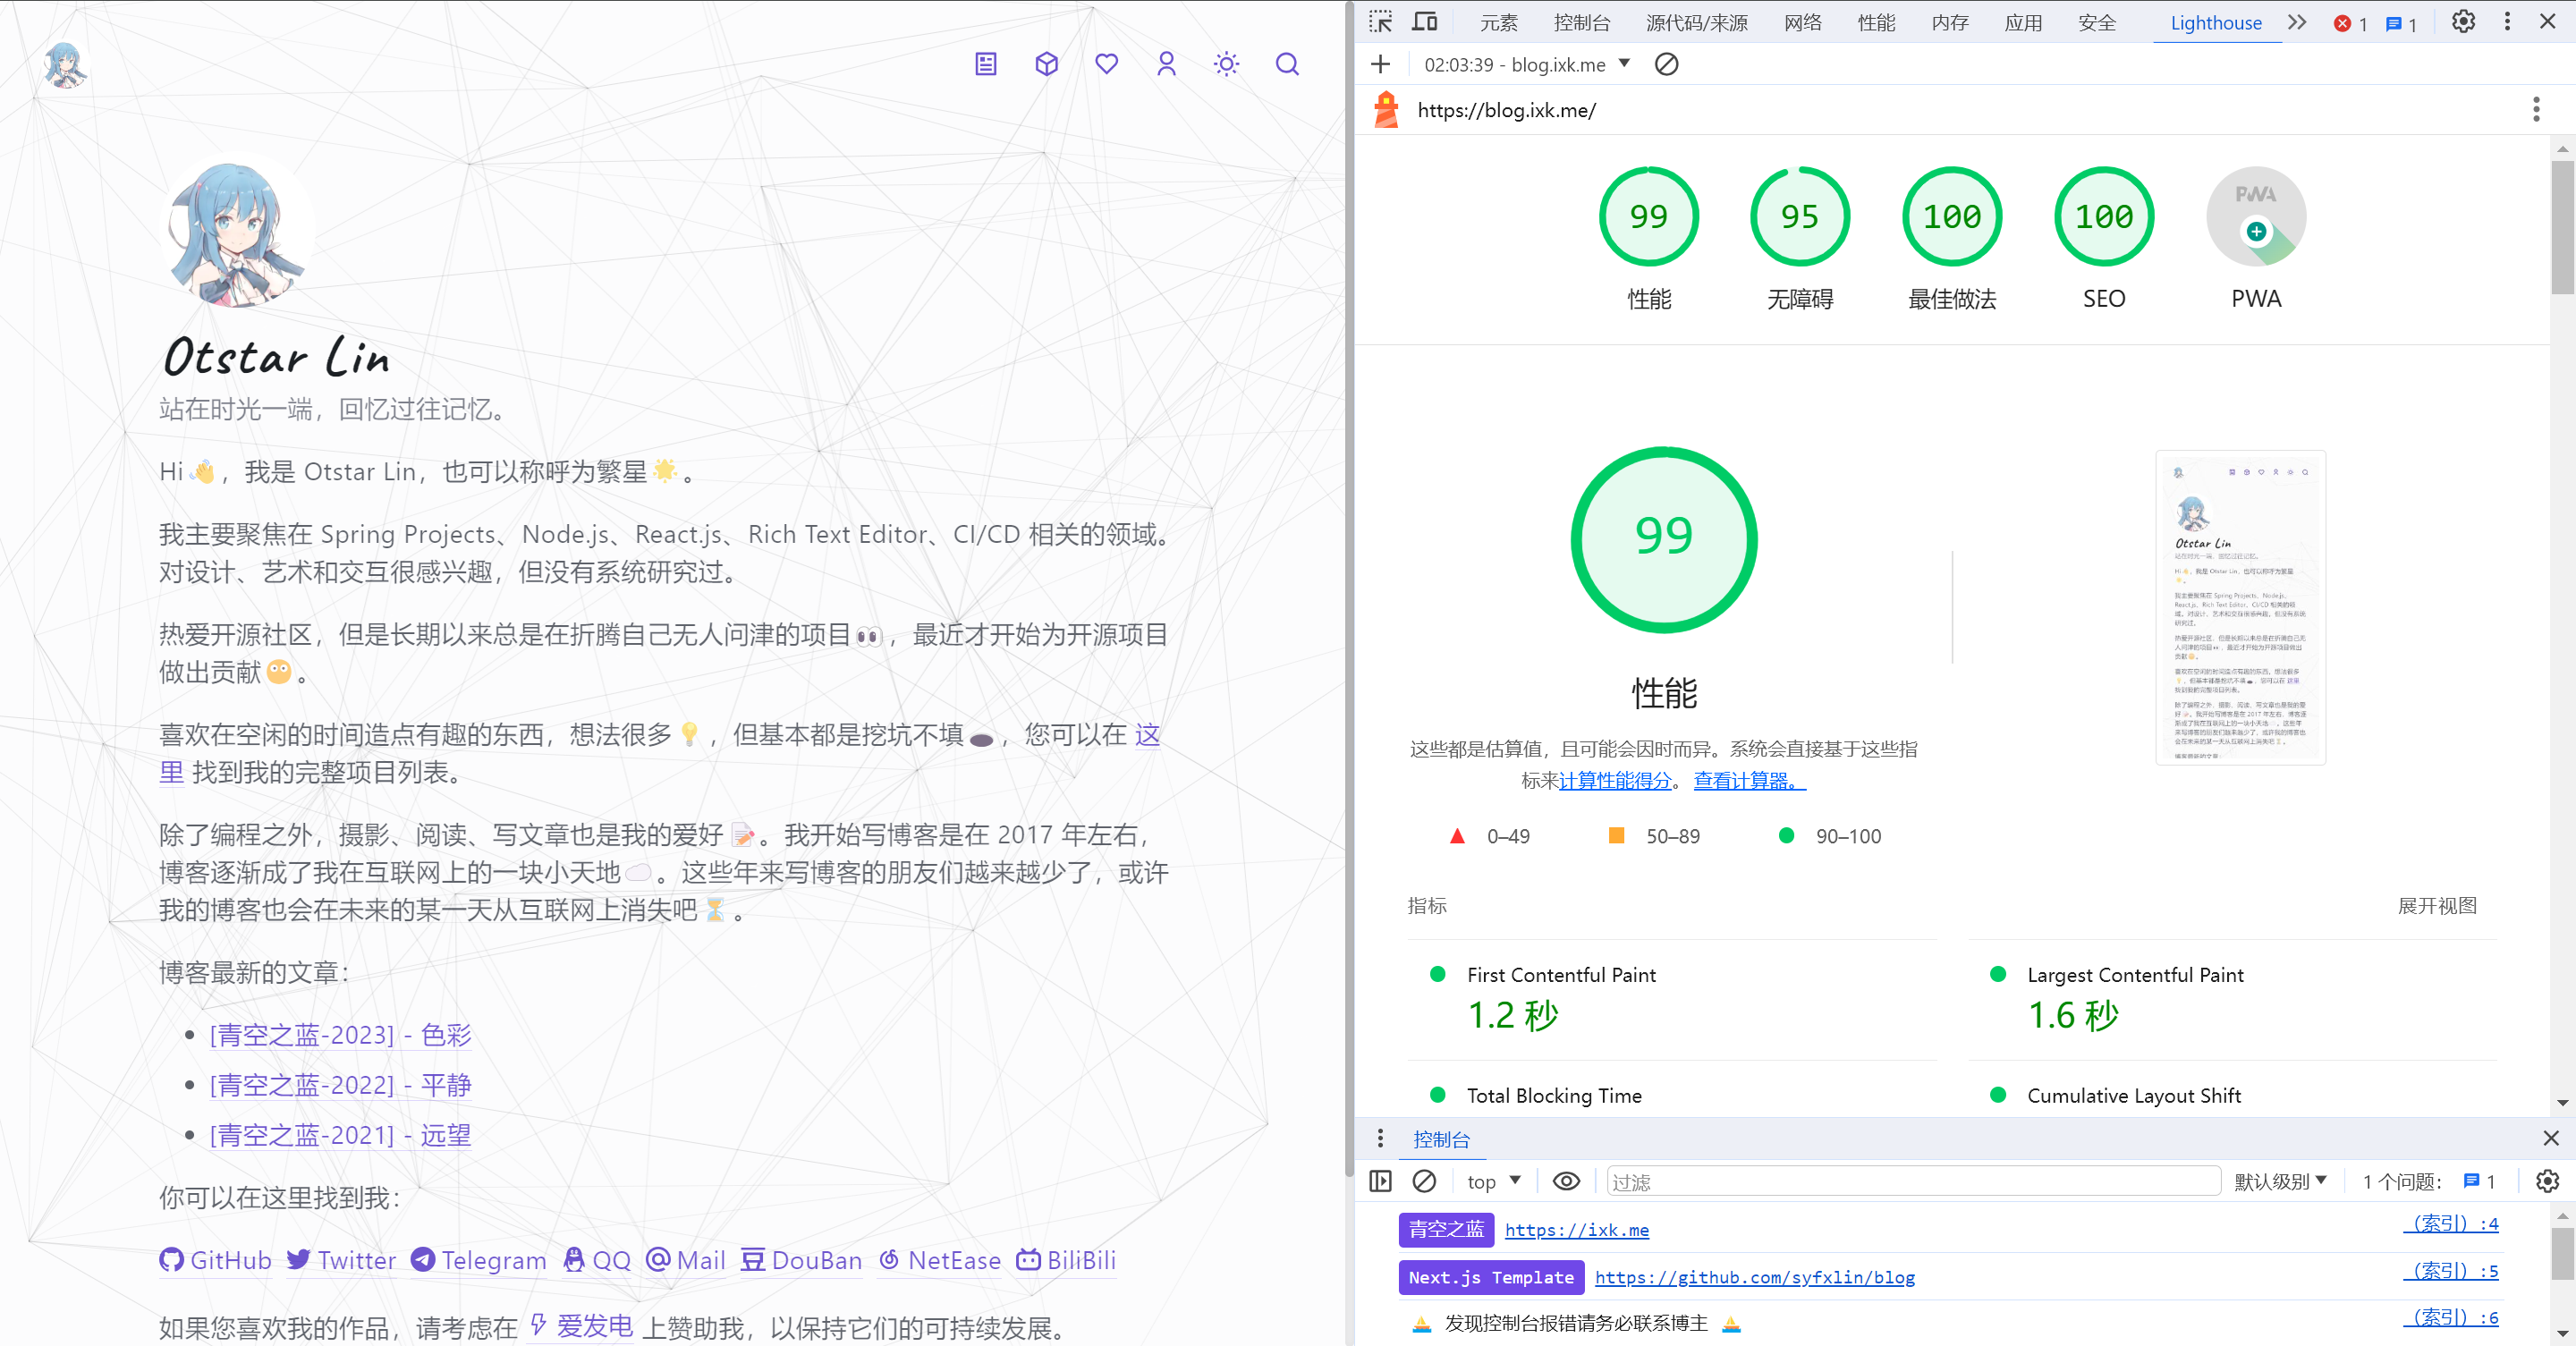 Otstar Lin
站在时光一端，回忆过往记忆。
Hi👋，我是 Otstar Lin，也可以称呼为繁星🌟。
我主要聚焦在 Spring Projects、Node.js、React.js、Rich Text Editor、CI/CD 相关的领域。
对设计、艺术和交互很感兴趣，但没有系统研究过。
热爱开源社区，但是长期以来总是在折腾自己无人问津的项目👀，最近才开始为开源项目
做出贡献😳。
喜欢在空闲的时间造点有趣的东西，想法很多💡，但基本都是挖坑不填🕳️，您可以在 这
里 找到我的完整项目列表。
除了编程之外，摄影、阅读、写文章也是我的爱好📝。我开始写博客是在 2017 年左右，
博客逐渐成了我在互联网上的一块小天地☁️。这些年来写博客的朋友们越来越少了，或许
我的博客也会在未来的某一天从互联网上消失吧⏳。
博客最新的文章：
[青空之蓝-2023] - 色彩
[青空之蓝-2022] - 平静
[青空之蓝-2021] - 远望
你可以在这里找到我：
GitHub Twitter Telegram QQ Mail 豆 DouBan NetEase BiliBili
如果您喜欢我的作品，请考虑在 爱发电 上赞助我，以保持它们的可持续发展。
元素 控制台 源代码/来源 网络 性能 内存 应用 安全 Lighthouse 1 1
02:03:39 - blog.ixk.me
https://blog.ixk.me/
99 95 100 100 PWA
性能 无障碍 最佳做法 SEO PWA
99
性能
这些都是估算值，且可能会因时而异。系统会直接基于这些指
标来计算性能得分。 查看计算器。
0–49 50–89 90–100
指标 展开视图
First Contentful Paint
1.2 秒
Largest Contentful Paint
1.6 秒
Total Blocking Time
Cumulative Layout Shift
控制台
top 过滤 默认级别 1 个问题： 1
青空之蓝 https://ixk.me （索引）:4
Next.js Template https://github.com/syfxlin/blog （索引）:5
⛵ 发现控制台报错请务必联系博主 ⛵ （索引）:6